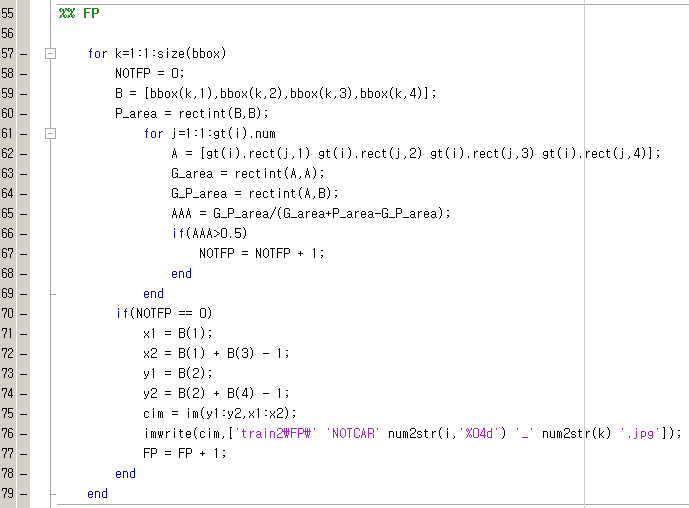 55 %% FP
56
57 – for k=1:1:size(bbox)
58 – NOTFP = 0;
59 – B = [bbox(k,1),bbox(k,2),bbox(k,3),bbox(k,4)];
60 – P_area = rectint(B,B);
61 – for j=1:1:gt(i).num
62 – A = [gt(i).rect(j,1) gt(i).rect(j,2) gt(i).rect(j,3) gt(i).rect(j,4)];
63 – G_area = rectint(A,A);
64 – G_P_area = rectint(A,B);
65 – AAA = G_P_area/(G_area+P_area-G_P_area);
66 – if(AAA>0.5)
67 – NOTFP = NOTFP + 1;
68 – end
69 – end
70 – if(NOTFP == 0)
71 – x1 = B(1);
72 – x2 = B(1) + B(3) - 1;
73 – y1 = B(2);
74 – y2 = B(2) + B(4) - 1;
75 – cim = im(y1:y2,x1:x2);
76 – imwrite(cim,['train2₩FP₩' 'NOTCAR' num2str(i,'%04d') '_' num2str(k) '.jpg']);
77 – FP = FP + 1;
78 – end
79 – end